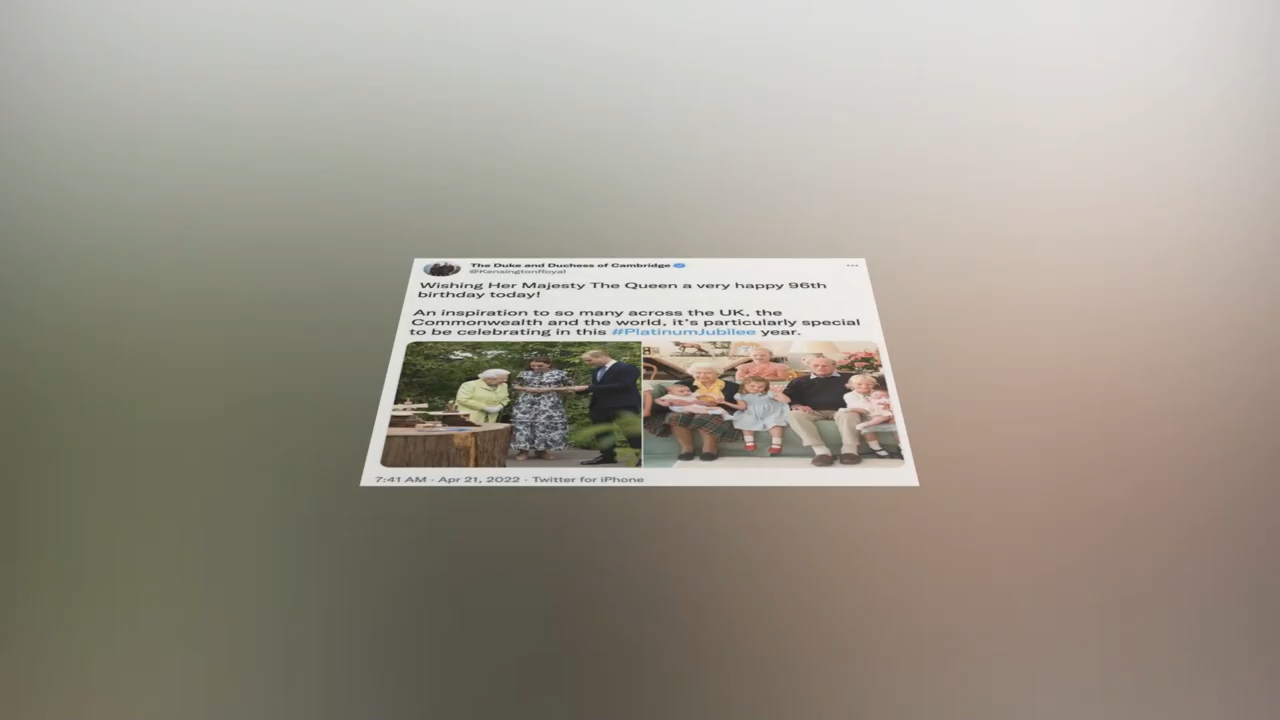 The Duke and Duchess of Cambridge
@KensingtonRoyal
Wishing Her Majesty The Queen a very happy 96th
birthday today!
An inspiration to so many across the UK, the
Commonwealth and the world, it's particularly special
to be celebrating in this #PlatinumJubilee year.
7:41 AM · Apr 21, 2022 · Twitter for iPhone